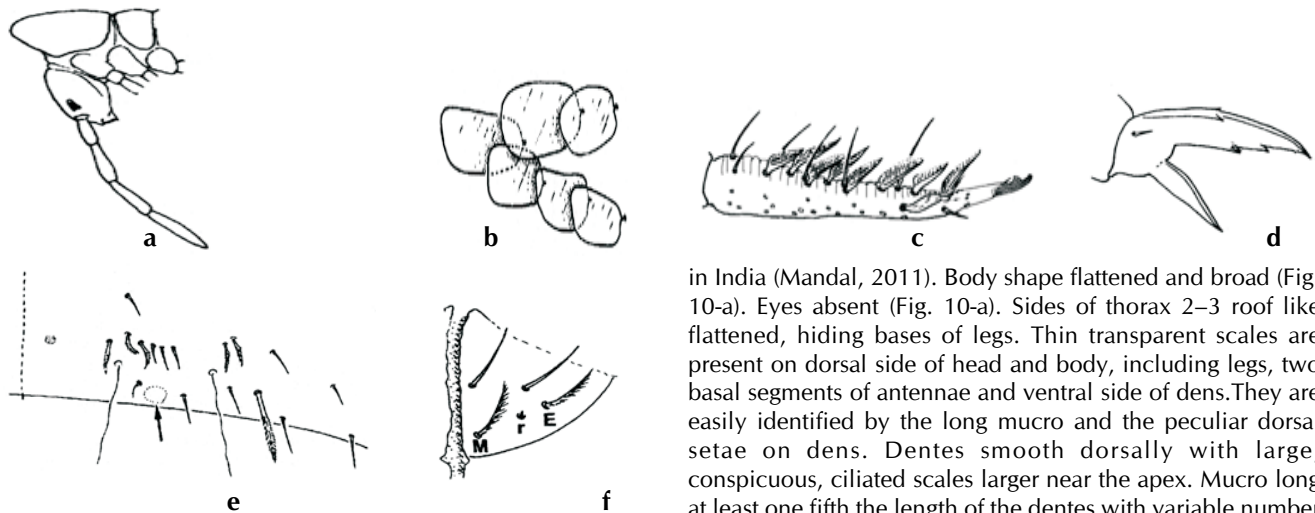 a
b
c
d
e
f
M
r
E
in India (Mandal, 2011). Body shape flattened and broad (Fig.
10-a). Eyes absent (Fig. 10-a). Sides of thorax 2–3 roof like
flattened, hiding bases of legs. Thin transparent scales are
present on dorsal side of head and body, including legs, two
basal segments of antennae and ventral side of dens.They are
easily identified by the long mucro and the peculiar dorsal
setae on dens. Dentes smooth dorsally with large,
conspicuous, ciliated scales larger near the apex. Mucro long,
at least one fifth the length of the dentes with variable number